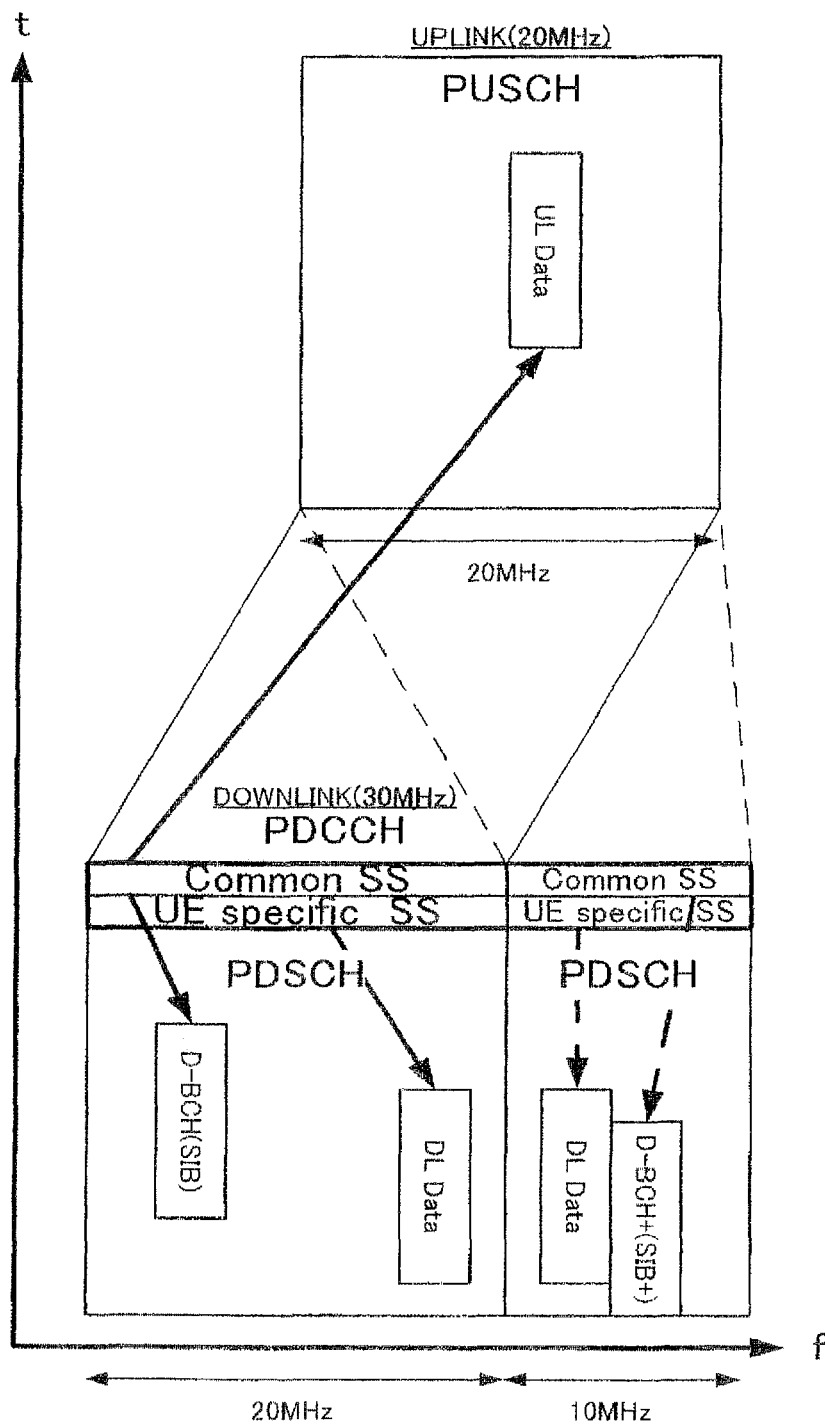 t
UPLINK(20MHz)
PUSCH
UL Data
20MHz
DOWNLINK(30MHz)
PDCCH
Common SS
Common SS
UE specific SS
UE specific SS
PDSCH
PDSCH
D-BCH(SIB)
DL Data
DL Data
D-BCH+(SIB+)
f
20MHz
10MHz